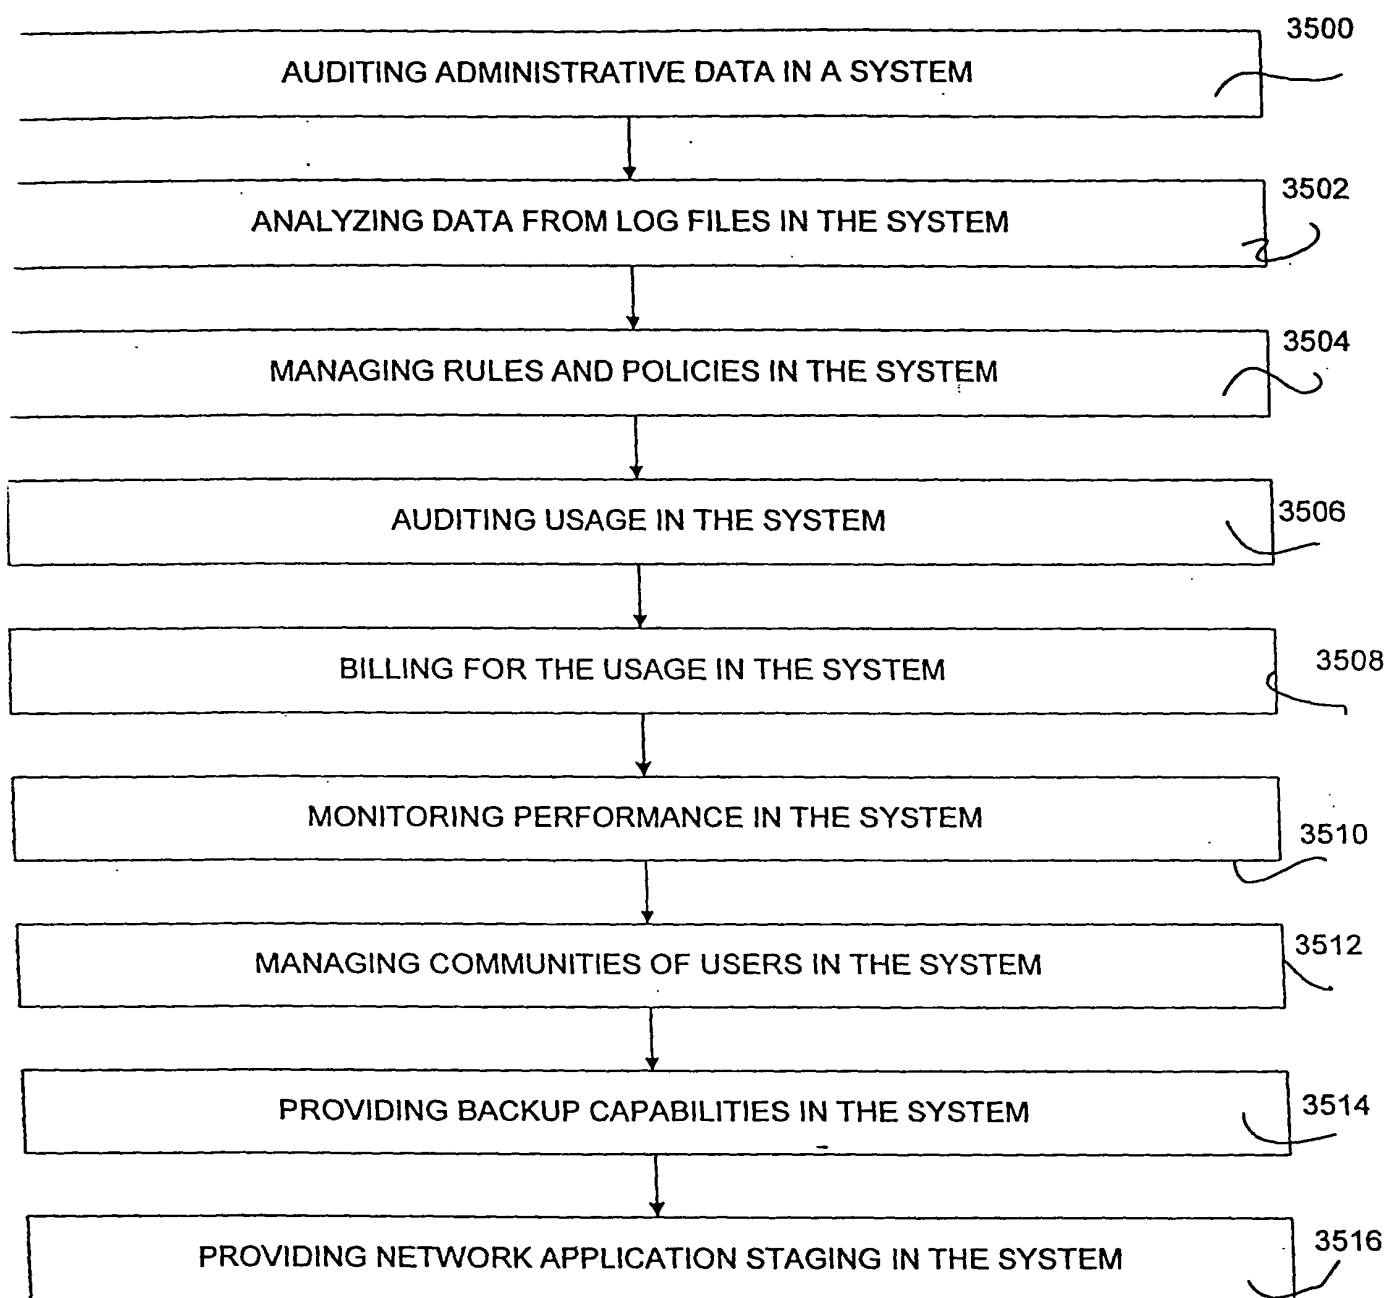 3500
AUDITING ADMINISTRATIVE DATA IN A SYSTEM
3502
ANALYZING DATA FROM LOG FILES IN THE SYSTEM
3504
MANAGING RULES AND POLICIES IN THE SYSTEM
3506
AUDITING USAGE IN THE SYSTEM
3508
BILLING FOR THE USAGE IN THE SYSTEM
MONITORING PERFORMANCE IN THE SYSTEM
3510
3512
MANAGING COMMUNITIES OF USERS IN THE SYSTEM
3514
PROVIDING BACKUP CAPABILITIES IN THE SYSTEM
3516
PROVIDING NETWORK APPLICATION STAGING IN THE SYSTEM